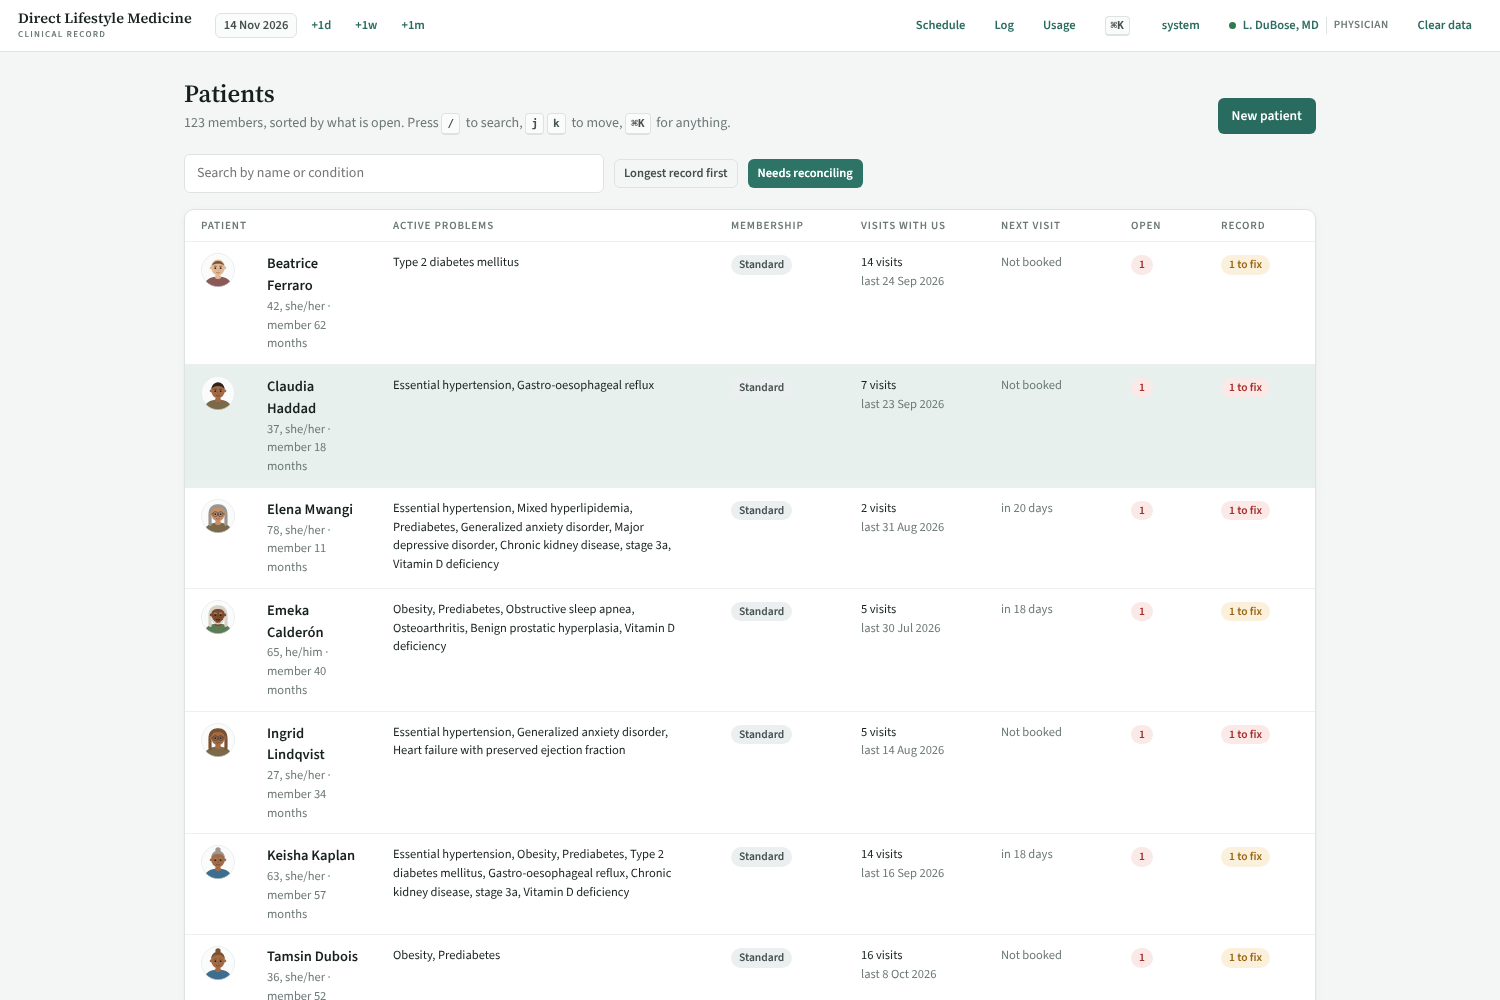 Direct Lifestyle Medicine
CLINICAL RECORD
14 Nov 2026 +1d +1w +1m
Schedule Log Usage ⌘K system L. DuBose, MD PHYSICIAN Clear data
Patients
123 members, sorted by what is open. Press / to search, j k to move, ⌘K for anything.
New patient
Search by name or condition
Longest record first
Needs reconciling
PATIENT ACTIVE PROBLEMS MEMBERSHIP VISITS WITH US NEXT VISIT OPEN RECORD
Beatrice
Ferraro
42, she/her ·
member 62
months
Type 2 diabetes mellitus
Standard
14 visits
last 24 Sep 2026
Not booked
1
1 to fix
Claudia
Haddad
37, she/her ·
member 18
months
Essential hypertension, Gastro-oesophageal reflux
Standard
7 visits
last 23 Sep 2026
Not booked
1
1 to fix
Elena Mwangi
78, she/her ·
member 11
months
Essential hypertension, Mixed hyperlipidemia,
Prediabetes, Generalized anxiety disorder, Major
depressive disorder, Chronic kidney disease, stage 3a,
Vitamin D deficiency
Standard
2 visits
last 31 Aug 2026
in 20 days
1
1 to fix
Emeka
Calderón
65, he/him ·
member 40
months
Obesity, Prediabetes, Obstructive sleep apnea,
Osteoarthritis, Benign prostatic hyperplasia, Vitamin D
deficiency
Standard
5 visits
last 30 Jul 2026
in 18 days
1
1 to fix
Ingrid
Lindqvist
27, she/her ·
member 34
months
Essential hypertension, Generalized anxiety disorder,
Heart failure with preserved ejection fraction
Standard
5 visits
last 14 Aug 2026
Not booked
1
1 to fix
Keisha Kaplan
63, she/her ·
member 57
months
Essential hypertension, Obesity, Prediabetes, Type 2
diabetes mellitus, Gastro-oesophageal reflux, Chronic
kidney disease, stage 3a, Vitamin D deficiency
Standard
14 visits
last 16 Sep 2026
in 18 days
1
1 to fix
Tamsin Dubois
36, she/her ·
member 52
Obesity, Prediabetes
Standard
16 visits
last 8 Oct 2026
Not booked
1
1 to fix